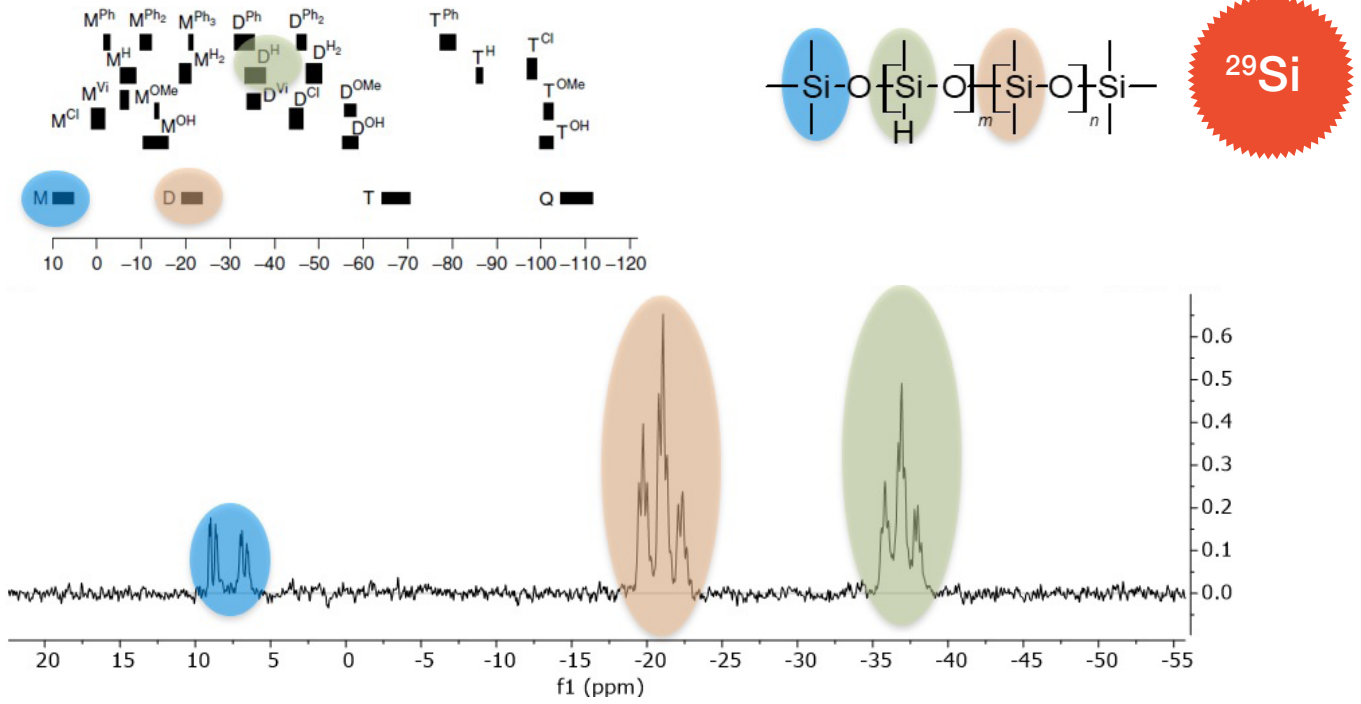 M^Ph M^Ph2 M^Ph3 D^Ph D^Ph2 T^Ph
M^H M^H2 D^H D^H2 T^H T^Cl
M^Vi M^OMe D^Vi D^Cl D^OMe T^OMe
M^Cl M^OH D^OH T^OH
M D T Q
10 0 −10 −20 −30 −40 −50 −60 −70 −80 −90 −100 −110 −120
Si O [Si O]m [Si O]n Si
H
29Si
0.6
0.5
0.4
0.3
0.2
0.1
0.0
20 15 10 5 0 -5 -10 -15 -20 -25 -30 -35 -40 -45 -50 -55
f1 (ppm)